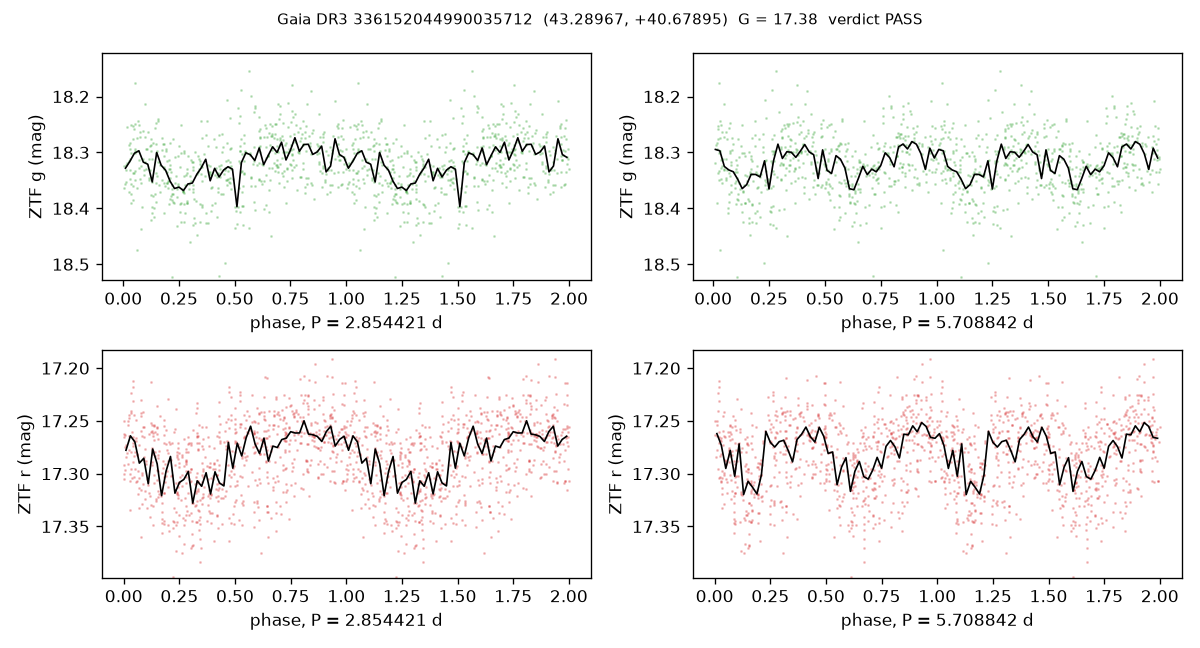 Gaia DR3 336152044990035712 (43.28967, +40.67895) G = 17.38 verdict PASS
ZTF g (mag)
18.2
18.3
18.4
18.5
0.00 0.25 0.50 0.75 1.00 1.25 1.50 1.75 2.00
phase, P = 2.854421 d
ZTF g (mag)
18.2
18.3
18.4
18.5
0.00 0.25 0.50 0.75 1.00 1.25 1.50 1.75 2.00
phase, P = 5.708842 d
ZTF r (mag)
17.20
17.25
17.30
17.35
0.00 0.25 0.50 0.75 1.00 1.25 1.50 1.75 2.00
phase, P = 2.854421 d
ZTF r (mag)
17.20
17.25
17.30
17.35
0.00 0.25 0.50 0.75 1.00 1.25 1.50 1.75 2.00
phase, P = 5.708842 d